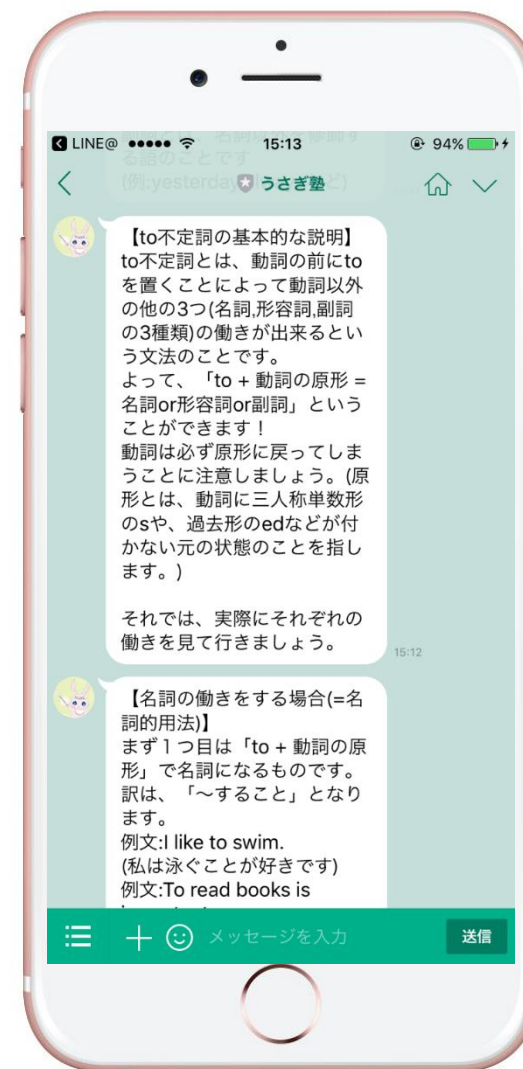 LINE@ 15:13 94%
(例:yesterday
うさぎ塾
【to不定詞の基本的な説明】
to不定詞とは、動詞の前にto
を置くことによって動詞以外
の他の3つ(名詞,形容詞,副詞
の3種類)の働きが出来るとい
う文法のことです。
よって、「to + 動詞の原形 =
名詞or形容詞or副詞」という
ことができます！
動詞は必ず原形に戻ってしま
うことに注意しましょう。(原
形とは、動詞に三人称単数形
のsや、過去形のedなどが付
かない元の状態のことを指し
ます。)
それでは、実際にそれぞれの
働きを見て行きましょう。
15:12
【名詞の働きをする場合(=名
詞的用法)】
まず１つ目は「to + 動詞の原
形」で名詞になるものです。
訳は、「〜すること」となり
ます。
例文:I like to swim.
(私は泳ぐことが好きです)
例文:To read books is
メッセージを入力
送信